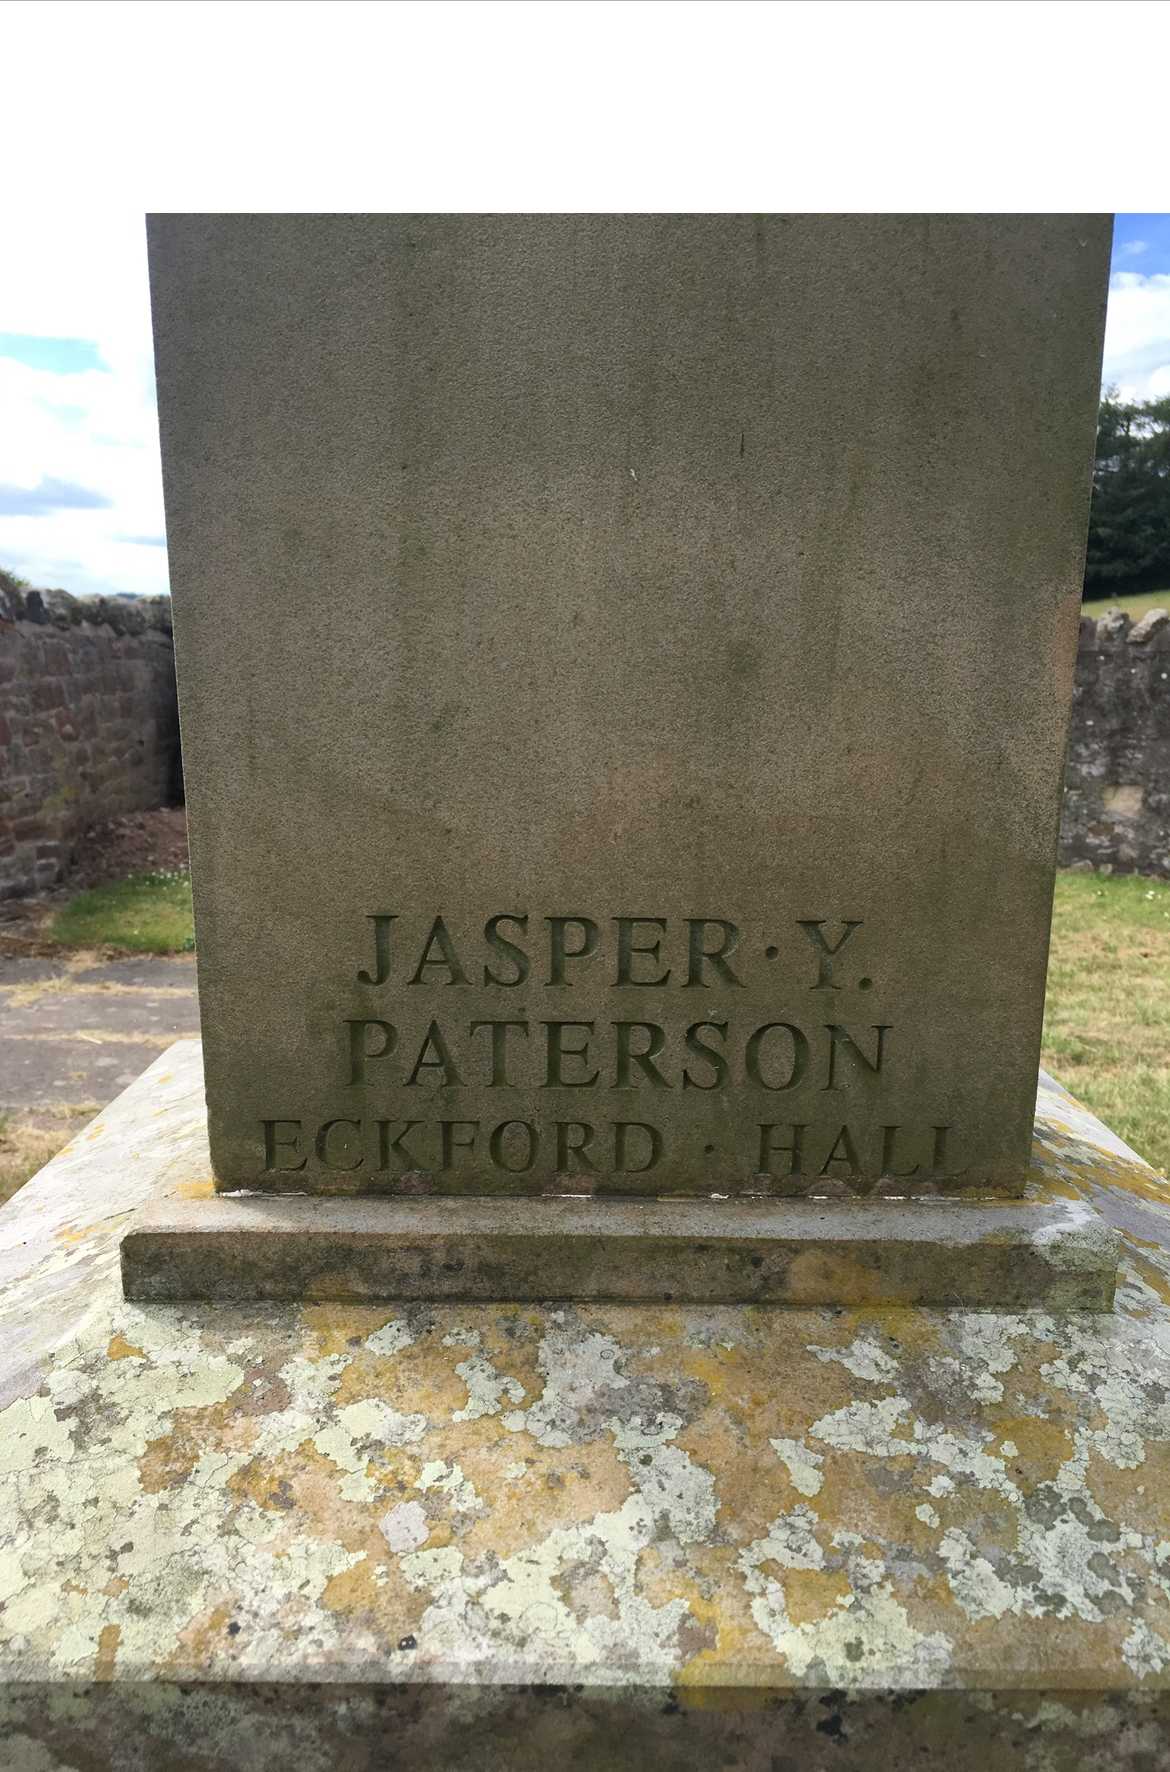 JASPER · Y.
PATERSON
ECKFORD · HALL